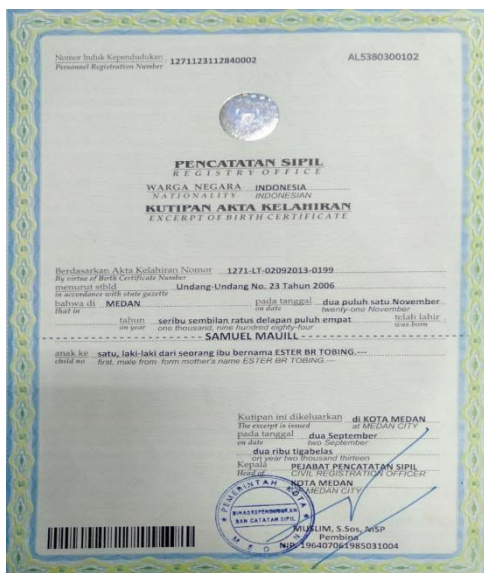 Nomor Induk Kependudukan 1271123112840002 AL5380300102
Personnel Registration Number
PENCATATAN SIPIL
REGISTRY OFFICE
WARGA NEGARA INDONESIA
NATIONALITY INDONESIAN
KUTIPAN AKTA KELAHIRAN
EXCERPT OF BIRTH CERTIFICATE
Berdasarkan Akta Kelahiran Nomor 1271-LT-02092013-0199
By virtue of Birth Certificate Number
menurut stbld Undang-Undang No. 23 Tahun 2006
in accordance with state gazette
bahwa di MEDAN pada tanggal dua puluh satu November
that in on date twenty-one November
tahun seribu sembilan ratus delapan puluh empat telah lahir
on year one thousand, nine hundred eighty-four was born
SAMUEL MAUILL
anak ke satu, laki-laki dari seorang ibu bernama ESTER BR TOBING.---
child no first, male from form mother's name ESTER BR TOBING.---
Kutipan ini dikeluarkan di KOTA MEDAN
The excerpt is issued at MEDAN CITY
pada tanggal dua September
on date two September
dua ribu tigabelas
on year two thousand thirteen
Kepala PEJABAT PENCATATAN SIPIL
Head of CIVIL REGISTRATION OFFICER
KOTA MEDAN
MEDAN CITY
PEMERINTAH KOTA
DAN CATATAN SIPIL
MEDAN
MUSLIM, S.Sos, MSP
Pembina
NIP. 196407061985031004